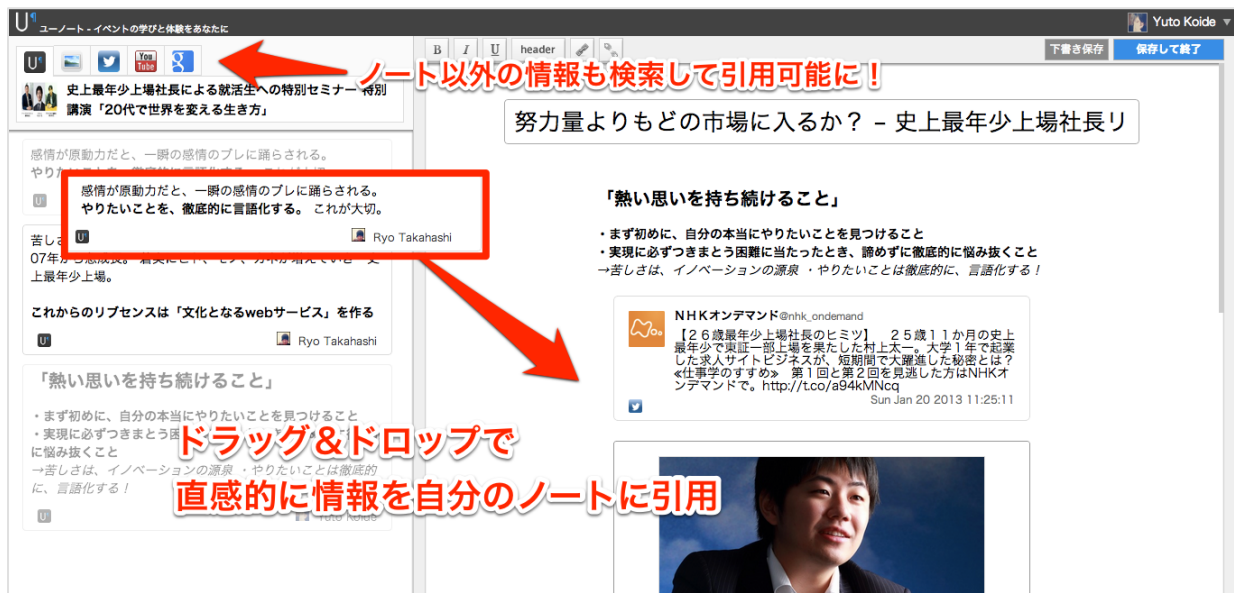 U¶ ユーノート - イベントの学びと体験をあなたに
Yuto Koide ▼
U¶
You Tube
8
ノート以外の情報も検索して引用可能に！
史上最年少上場社長による就活生への特別セミナー 特別
講演「20代で世界を変える生き方」
感情が原動力だと、一瞬の感情のブレに踊らされる。
感情が原動力だと、一瞬の感情のブレに踊らされる。
やりたいことを、徹底的に言語化する。 これが大切。
U¶
Ryo Takahashi
上最年少上場。
これからのリブセンスは「文化となるwebサービス」を作る
U¶
Ryo Takahashi
「熱い思いを持ち続けること」
・まず初めに、自分の本当にやりたいことを見つけること
・実現に必ずつきまとう困
に悩み抜くこと
→苦しさは、イノベーションの源泉 ・やりたいことは徹底的
に、言語化する！
U¶
Yuto Koide
ドラッグ＆ドロップで
直感的に情報を自分のノートに引用
B I U header
下書き保存 保存して終了
努力量よりもどの市場に入るか？ – 史上最年少上場社長リ
「熱い思いを持ち続けること」
・まず初めに、自分の本当にやりたいことを見つけること
・実現に必ずつきまとう困難に当たったとき、諦めずに徹底的に悩み抜くこと
→苦しさは、イノベーションの源泉 ・やりたいことは徹底的に、言語化する！
NHKオンデマンド@nhk_ondemand
【２６歳最年少上場社長のヒミツ】　２５歳１１か月の史上
最年少で東証一部上場を果たした村上太一。大学１年で起業
した求人サイトビジネスが、短期間で大躍進した秘密とは？
≪仕事学のすすめ≫　第１回と第２回を見逃した方はNHKオ
ンデマンドで。http://t.co/a94kMNcq
Sun Jan 20 2013 11:25:11